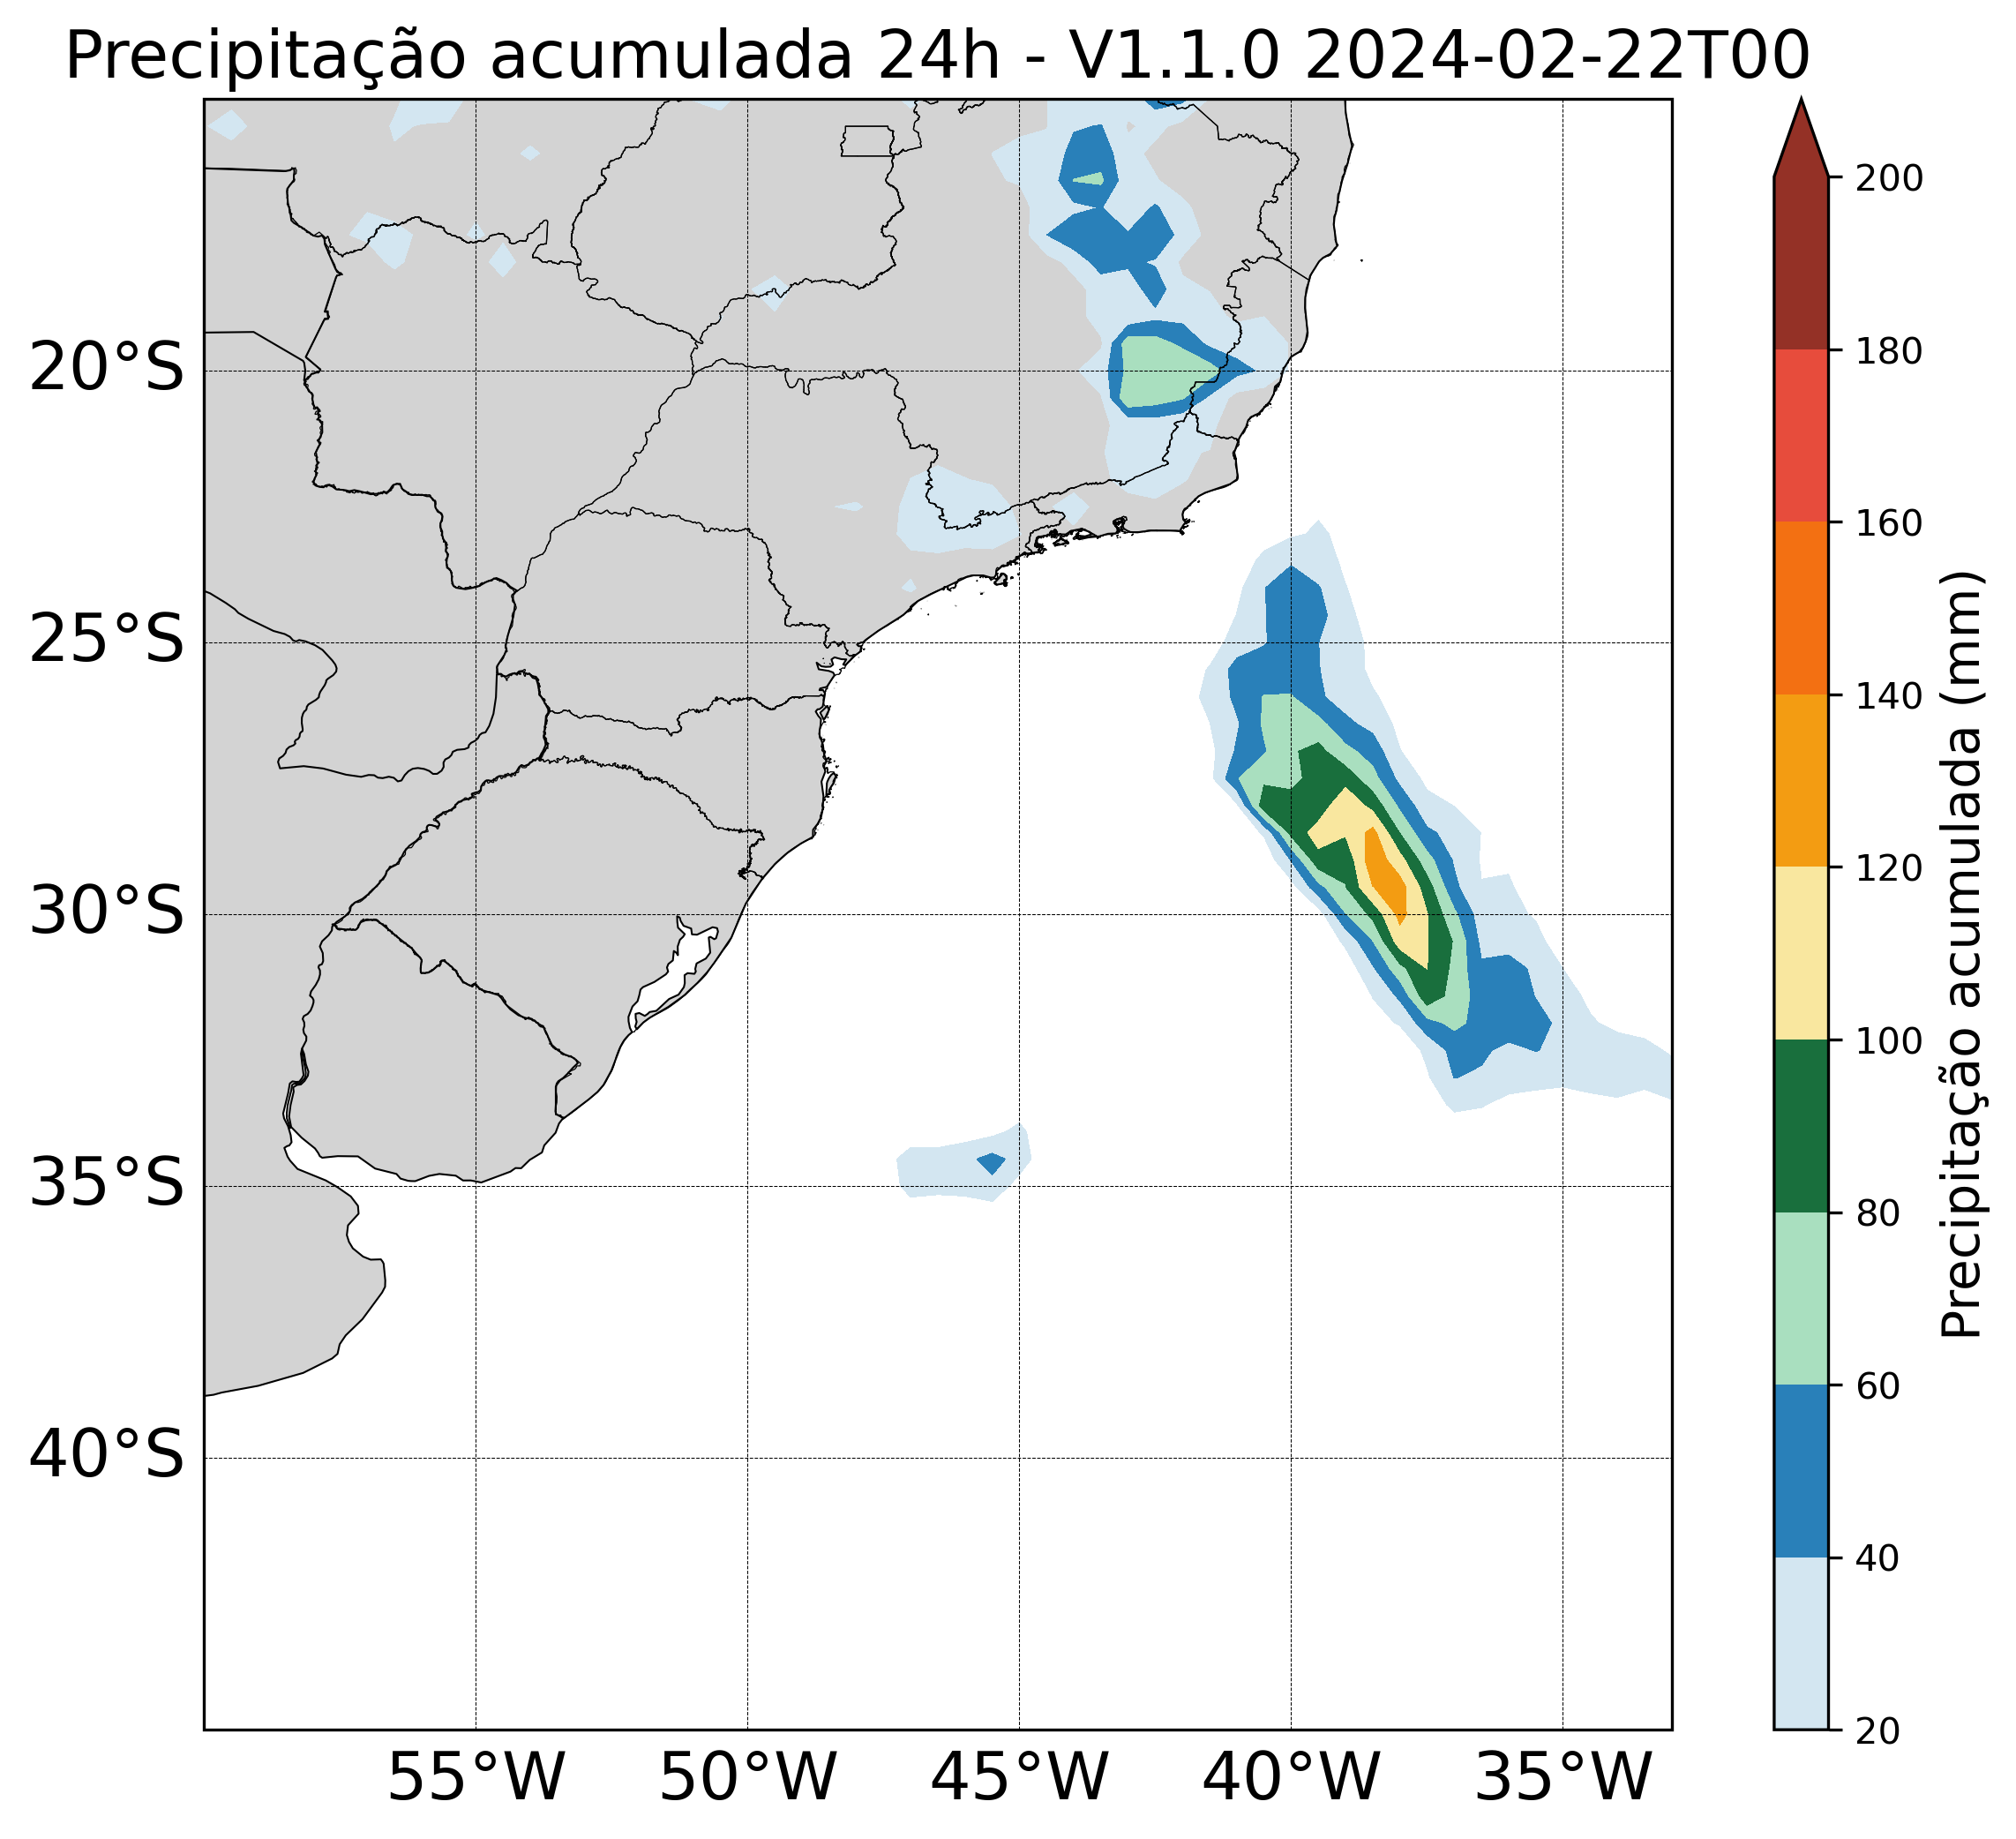 Precipitação acumulada 24h - V1.1.0 2024-02-22T00
20°S
25°S
30°S
35°S
40°S
55°W
50°W
45°W
40°W
35°W
200
180
160
140
120
100
80
60
40
20
Precipitação acumulada (mm)